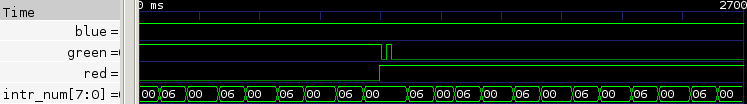 0 ms 2700
Time
blue =
green =
red =
intr_num[7:0] = 00 06 00 06 00 06 00 06 00 06 00 06 00 06 00 06 00 06 00 06 00